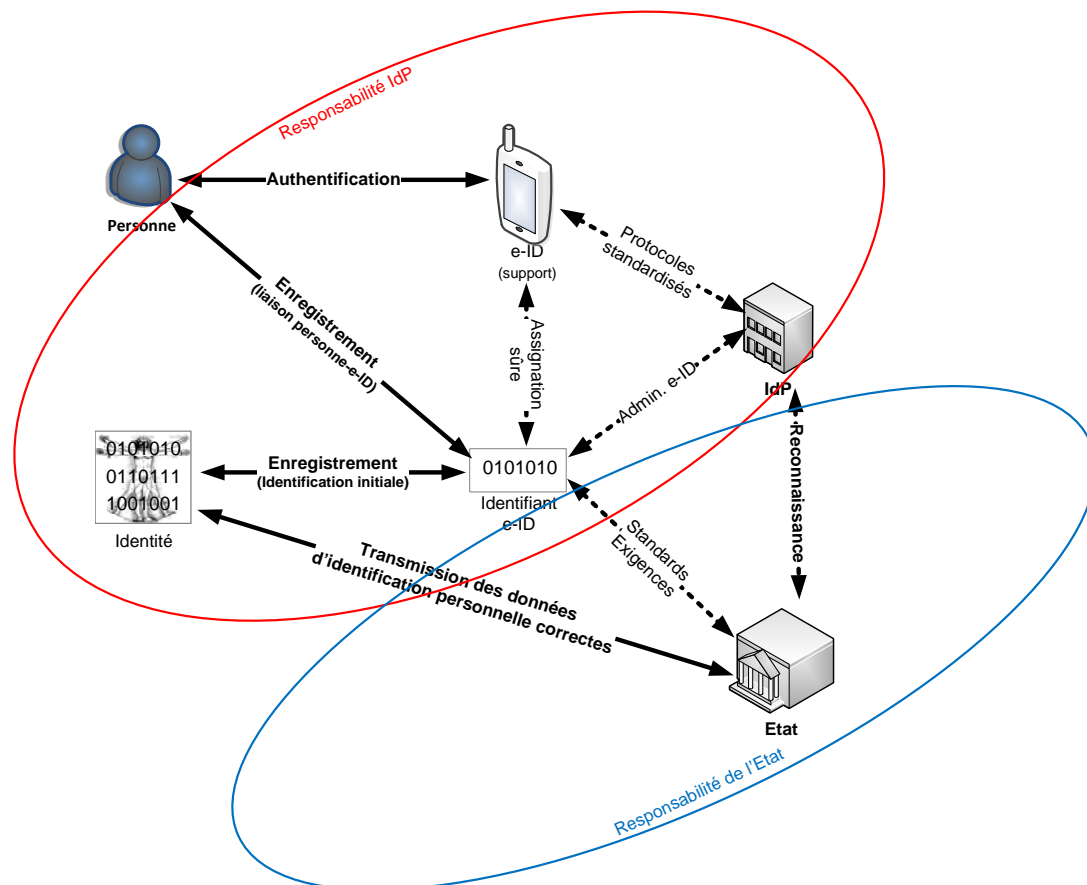 Responsabilité IdP
Authentification
Personne
e-ID
(support)
Protocoles
standardisés
Enregistrement
(liaison personne-e-ID)
Assignation
sûre
Admin. e-ID
IdP
Reconnaissance
0101010
0110111
1001001
Identité
Enregistrement
(Identification initiale)
0101010
Identifiant
e-ID
Standards
Exigences
Transmission des données
d’identification personnelle correctes
Etat
Responsabilité de l’Etat